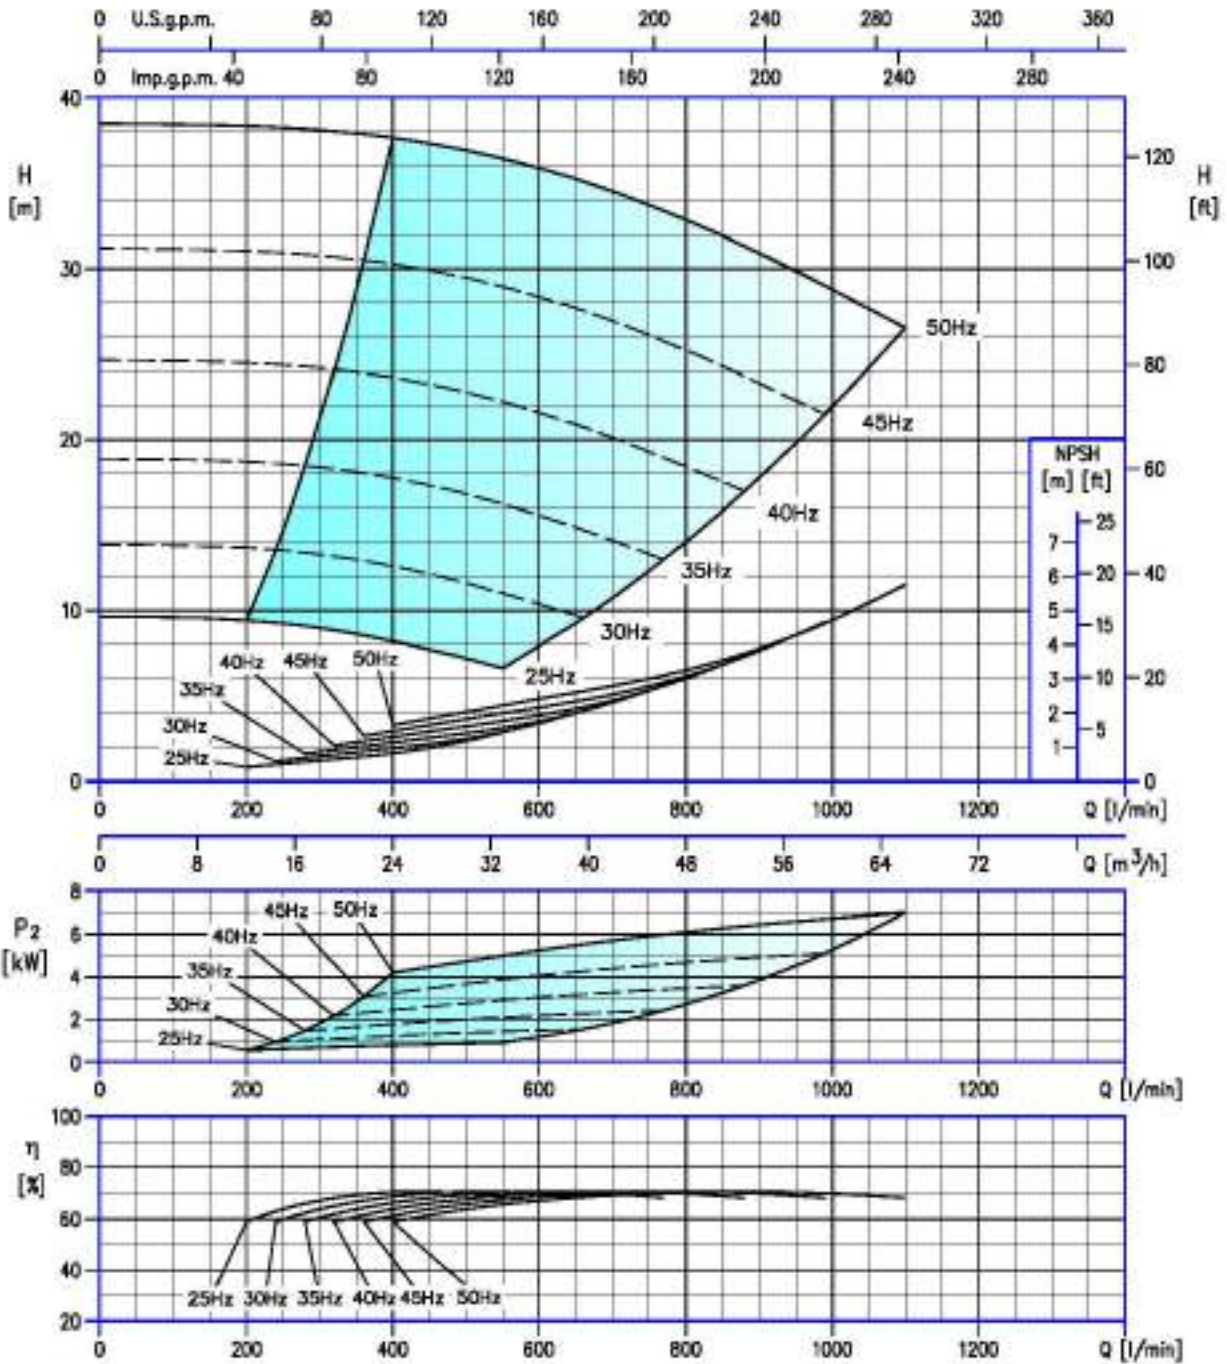 0 U.S.g.p.m. 80 120 160 200 240 280 320 360
0 Imp.g.p.m. 40 80 120 160 200 240 280
40
H
[m]
120
H
[ft]
30
100
50Hz
80
45Hz
20
NPSH
[m] [ft]
60
40Hz
25
7
35Hz
6 20 40
10
5
30Hz
15
40Hz 45Hz 50Hz
4
25Hz
3 10 20
35Hz
2
30Hz
5
25Hz
1
0 0
0 200 400 600 800 1000 1200 Q [l/min]
0 8 16 24 32 40 48 56 64 72 Q [m³/h]
8
P2
[kW]
45Hz 50Hz
6
40Hz
4
35Hz
30Hz
2
25Hz
0
0 200 400 600 800 1000 1200 Q [l/min]
100
η
[%]
80
60
40
25Hz 30Hz 35Hz 40Hz 45Hz 50Hz
20
0 200 400 600 800 1000 1200 Q [l/min]